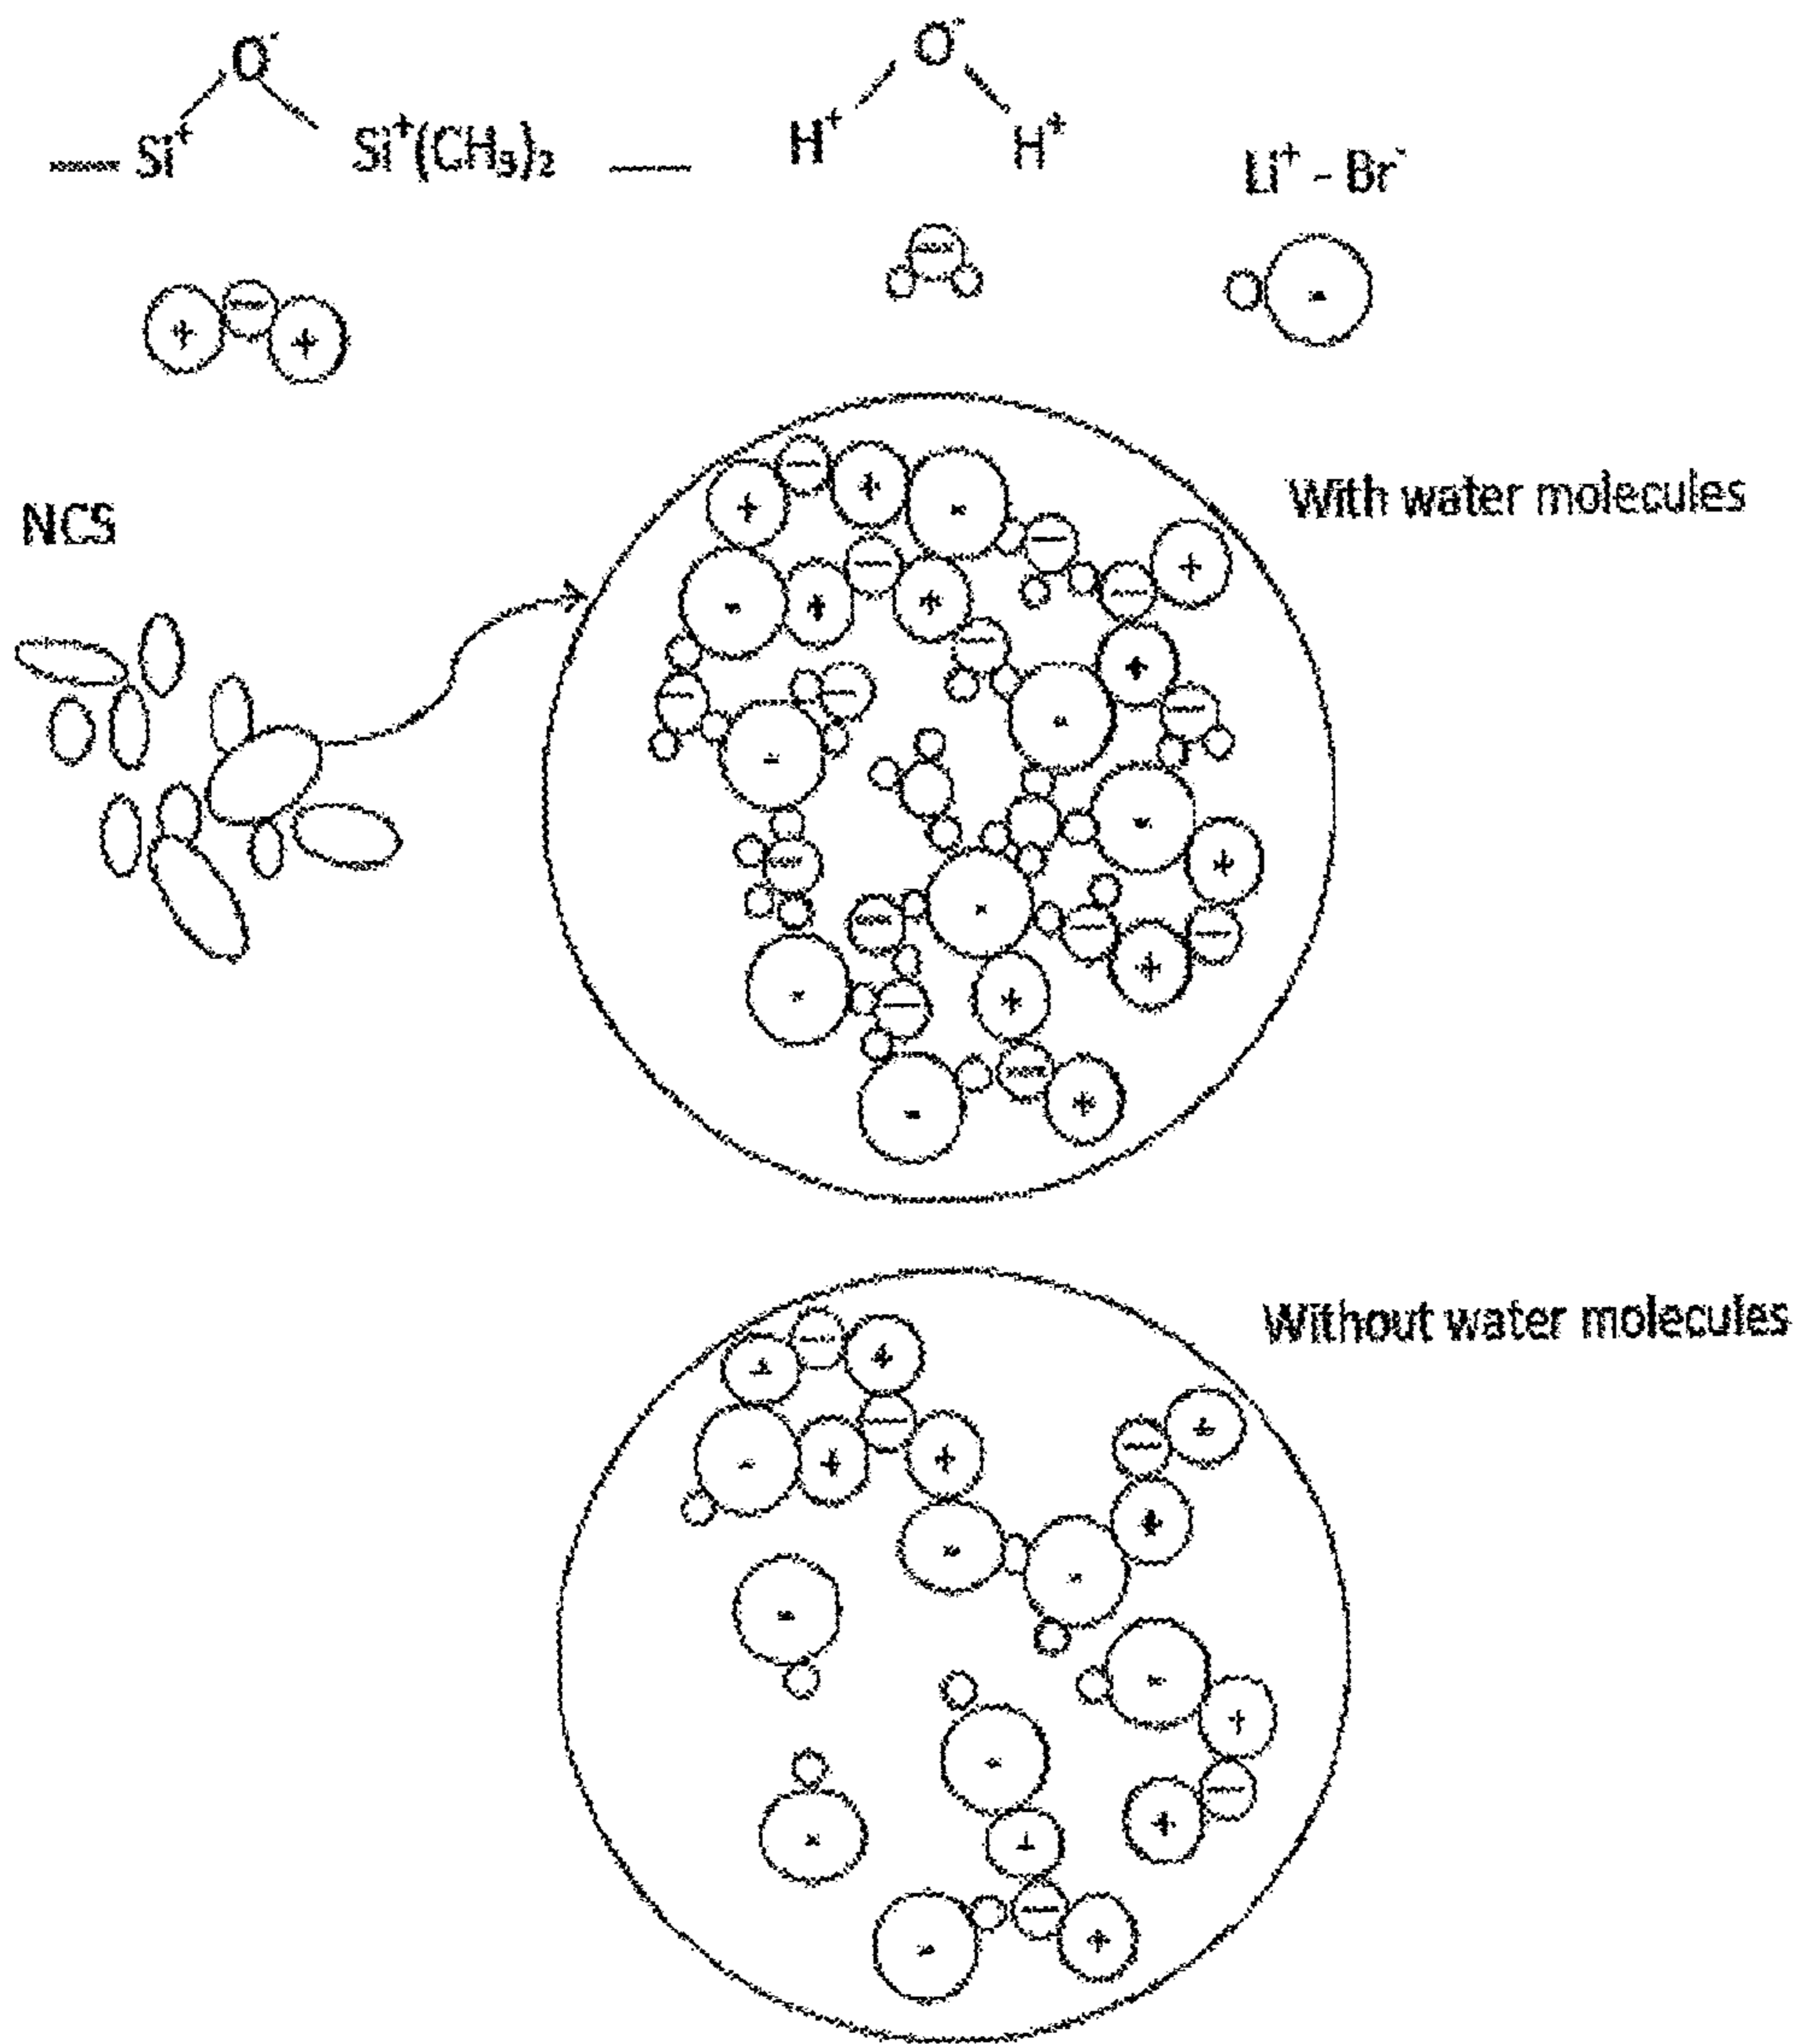 O⁻ O⁻
— Si⁺ Si⁺(CH₃)₂ — H⁺ H⁺ Li⁺ - Br⁻
NCS
With water molecules
Without water molecules